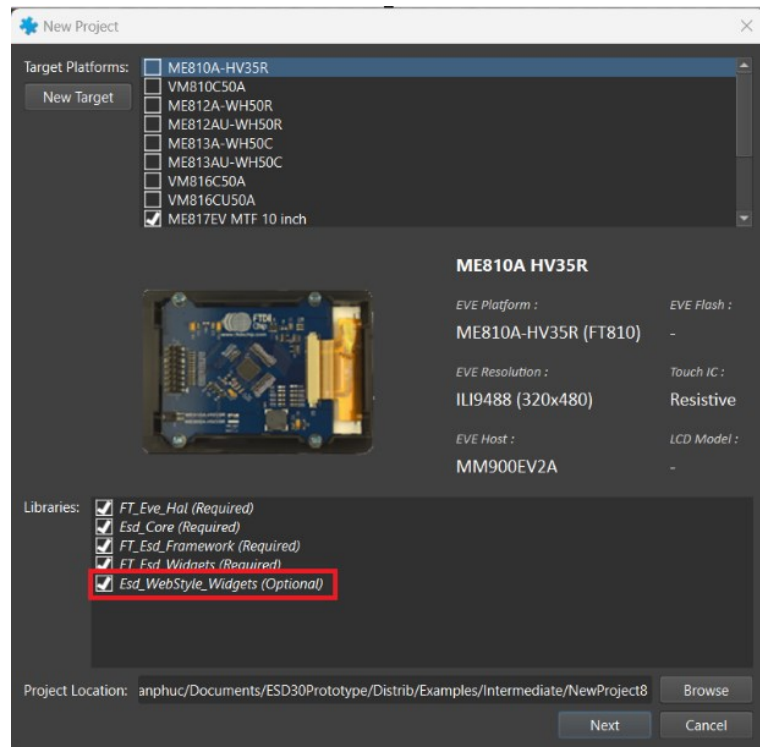 New Project
Target Platforms:
New Target
ME810A-HV35R
VM810C50A
ME812A-WH50R
ME812AU-WH50R
ME813A-WH50C
ME813AU-WH50C
VM816C50A
VM816CU50A
ME817EV MTF 10 inch
ME810A HV35R
EVE Platform : EVE Flash :
ME810A-HV35R (FT810) -
EVE Resolution : Touch IC :
ILI9488 (320x480) Resistive
EVE Host : LCD Model :
MM900EV2A -
FTDI
Chip
Libraries:
FT_Eve_Hal (Required)
Esd_Core (Required)
FT_Esd_Framework (Required)
FT_Esd_Widgets (Required)
Esd_WebStyle_Widgets (Optional)
Project Location: anphuc/Documents/ESD30Prototype/Distrib/Examples/Intermediate/NewProject8 Browse
Next Cancel